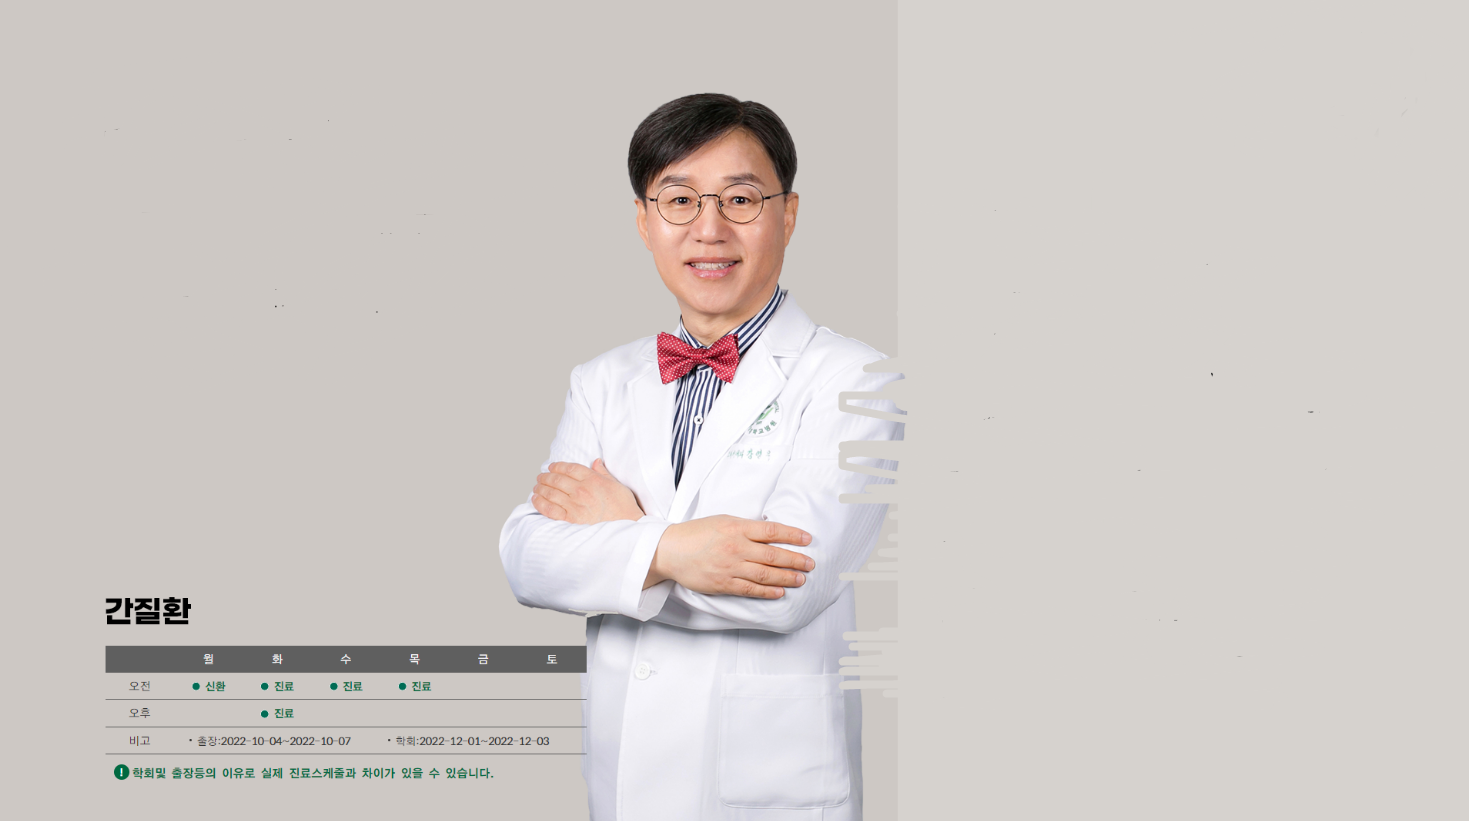 간질환
월 화 수 목 금 토
오전 ● 신환 ● 진료 ● 진료 ● 진료
오후 ● 진료
비고 · 출장:2022-10-04~2022-10-07 · 학회:2022-12-01~2022-12-03
! 학회및 출장등의 이유로 실제 진료스케줄과 차이가 있을 수 있습니다.